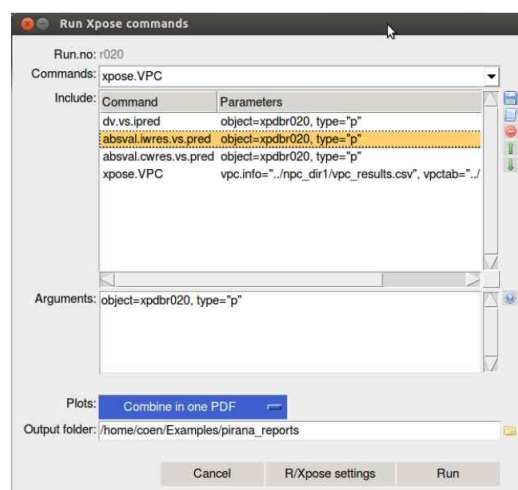 Run Xpose commands
Run.no: r020
Commands: xpose.VPC
Include: Command Parameters
dv.vs.ipred object=xpdbr020, type="p"
absval.iwres.vs.pred object=xpdbr020, type="p"
absval.cwres.vs.pred object=xpdbr020, type="p"
xpose.VPC vpc.info="../npc_dir1/vpc_results.csv", vpctab="../
Arguments: object=xpdbr020, type="p"
Plots: Combine in one PDF
Output folder: /home/coen/Examples/pirana_reports
Cancel R/Xpose settings Run